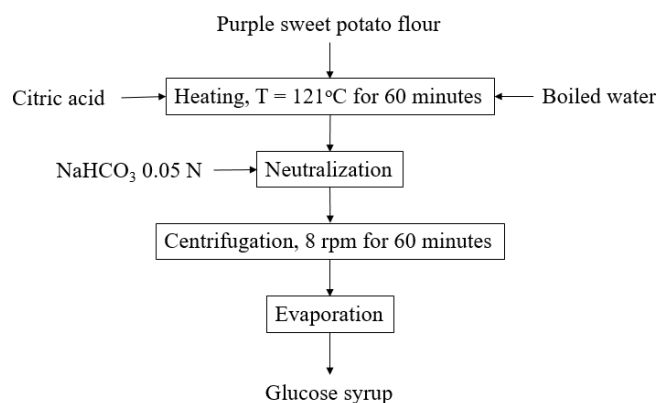 Purple sweet potato flour
Citric acid
Heating, T = 121°C for 60 minutes
Boiled water
NaHCO₃ 0.05 N
Neutralization
Centrifugation, 8 rpm for 60 minutes
Evaporation
Glucose syrup